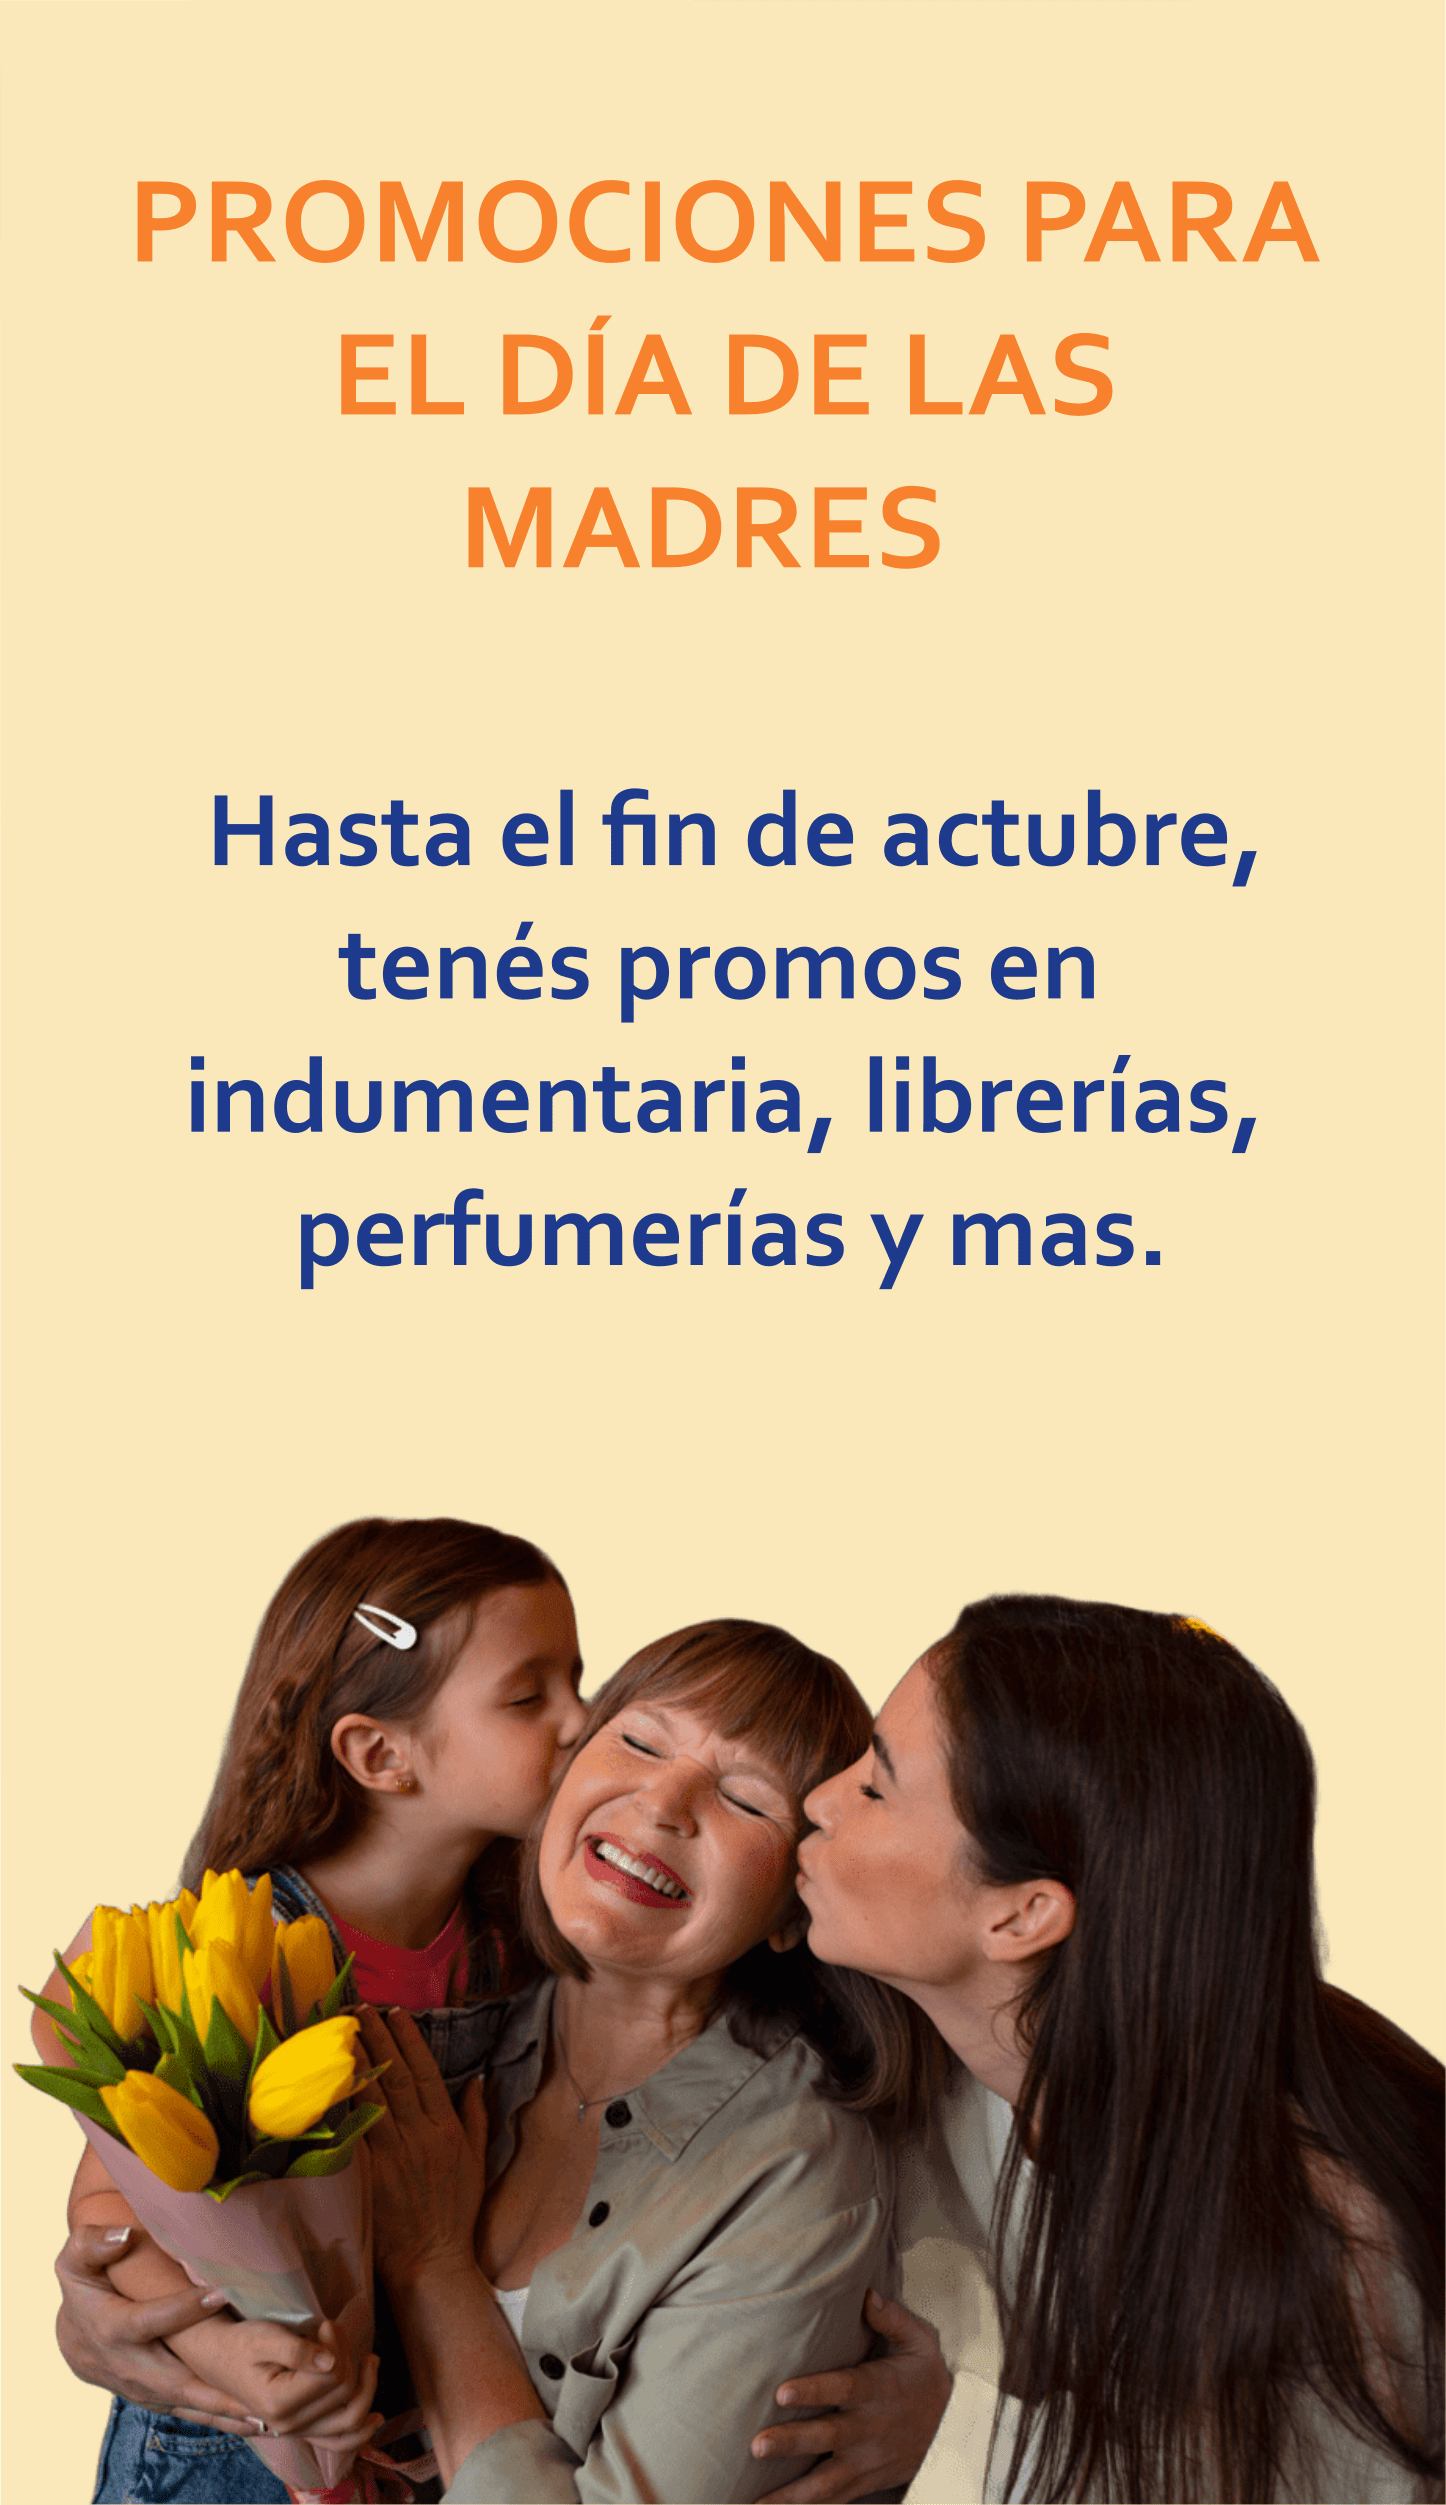 PROMOCIONES PARA
EL DÍA DE LAS
MADRES
Hasta el fin de actubre,
tenés promos en
indumentaria, librerías,
perfumerías y mas.